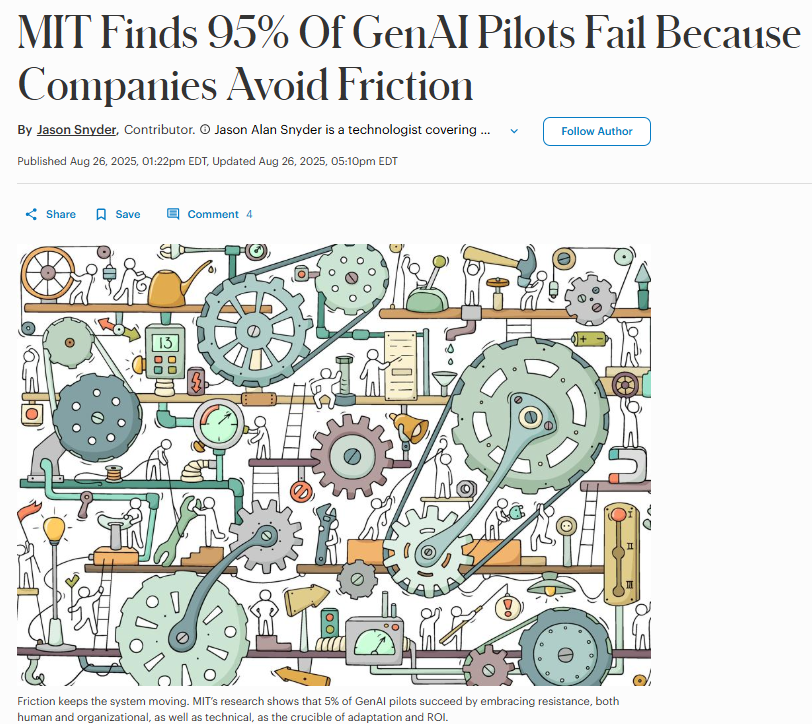 MIT Finds 95% Of GenAI Pilots Fail Because
Companies Avoid Friction
By Jason Snyder, Contributor. ⓘ Jason Alan Snyder is a technologist covering ...
Follow Author
Published Aug 26, 2025, 01:22pm EDT, Updated Aug 26, 2025, 05:10pm EDT
Share Save Comment 4
13
+ -
I
II
III
!
Friction keeps the system moving. MIT's research shows that 5% of GenAI pilots succeed by embracing resistance, both
human and organizational, as well as technical, as the crucible of adaptation and ROI.